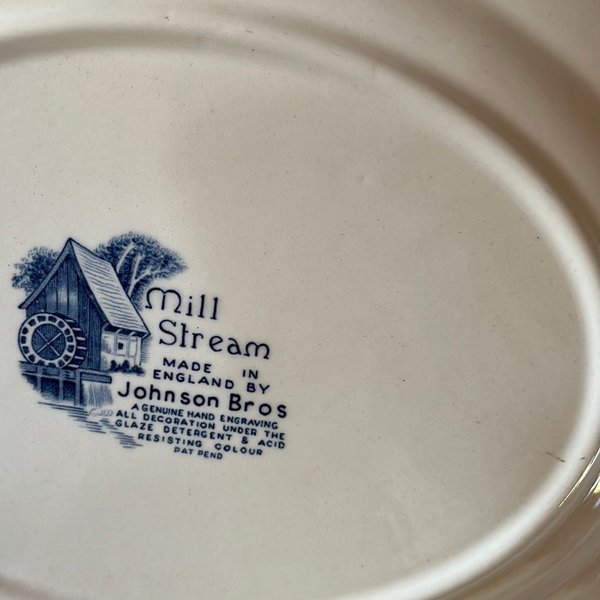 Mill
Stream
MADE IN
ENGLAND BY
Johnson Bros
A GENUINE HAND ENGRAVING
ALL DECORATION UNDER THE
GLAZE DETERGENT & ACID
RESISTING COLOUR
PAT PEND